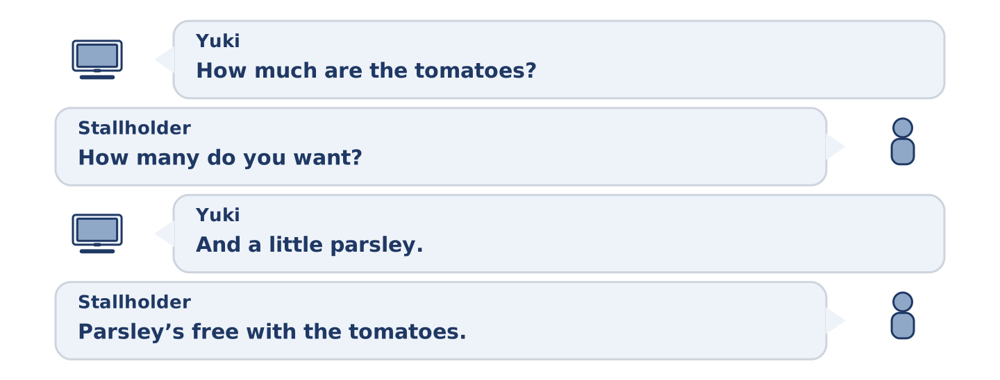 Yuki
How much are the tomatoes?
Stallholder
How many do you want?
Yuki
And a little parsley.
Stallholder
Parsley’s free with the tomatoes.